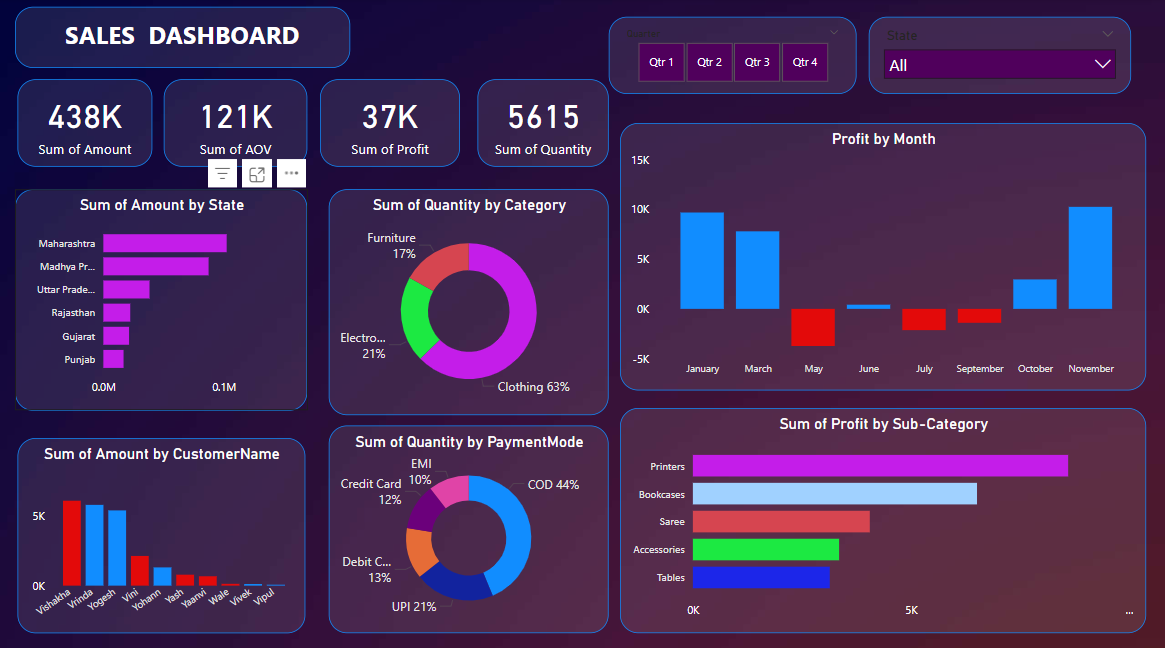 SALES DASHBOARD
Quarter
Qtr 1 Qtr 2 Qtr 3 Qtr 4
State
All
438K
Sum of Amount
121K
Sum of AOV
37K
Sum of Profit
5615
Sum of Quantity
Sum of Amount by State
Maharashtra
Madhya Pr...
Uttar Prade...
Rajasthan
Gujarat
Punjab
0.0M 0.1M
Sum of Quantity by Category
Furniture
17%
Electro...
21%
Clothing 63%
Profit by Month
15K
10K
5K
0K
-5K
January March May June July September October November
Sum of Amount by CustomerName
5K
0K
Vishakha Vrinda Yogesh Vini Yohann Yash Yaanvi Wale Vivek Vipul
Sum of Quantity by PaymentMode
EMI
10%
Credit Card
12%
COD 44%
Debit C...
13%
UPI 21%
Sum of Profit by Sub-Category
Printers
Bookcases
Saree
Accessories
Tables
0K 5K ...